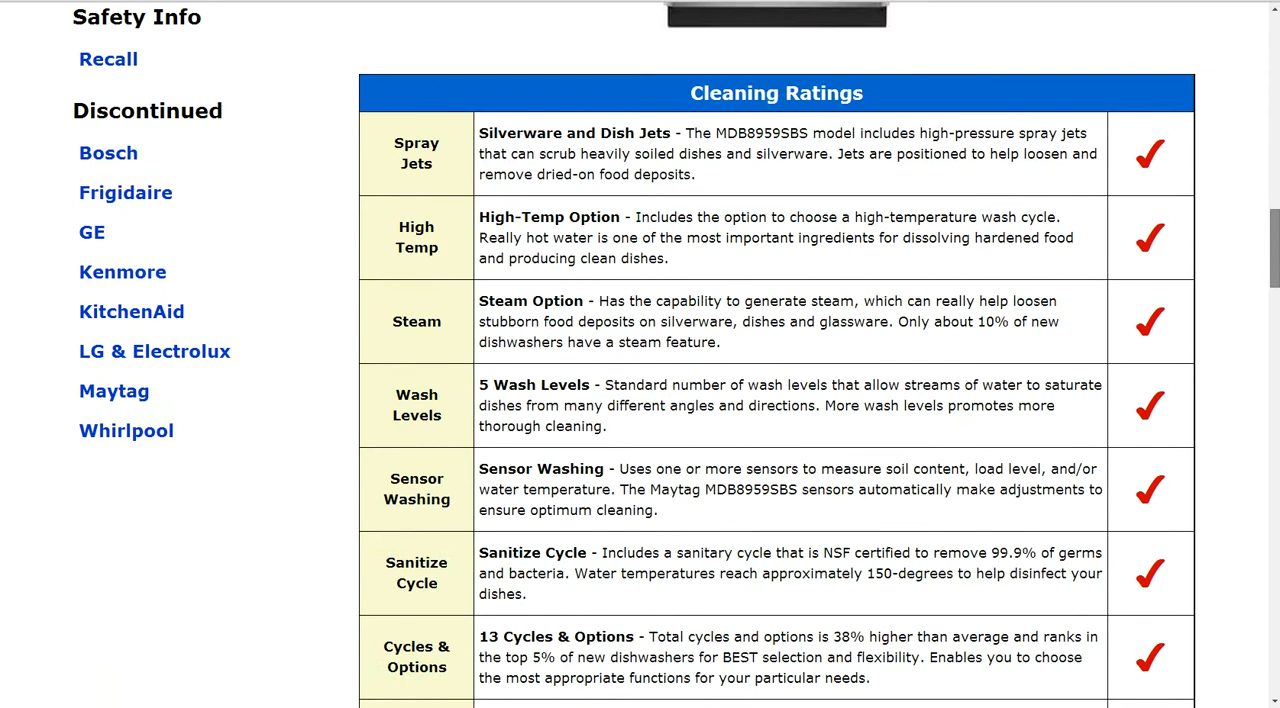 Safety Info
Recall
Discontinued
Bosch
Frigidaire
GE
Kenmore
KitchenAid
LG & Electrolux
Maytag
Whirlpool
Cleaning Ratings
Spray
Jets
Silverware and Dish Jets - The MDB8959SBS model includes high-pressure spray jets
that can scrub heavily soiled dishes and silverware. Jets are positioned to help loosen and
remove dried-on food deposits.
High
Temp
High-Temp Option - Includes the option to choose a high-temperature wash cycle.
Really hot water is one of the most important ingredients for dissolving hardened food
and producing clean dishes.
Steam
Steam Option - Has the capability to generate steam, which can really help loosen
stubborn food deposits on silverware, dishes and glassware. Only about 10% of new
dishwashers have a steam feature.
Wash
Levels
5 Wash Levels - Standard number of wash levels that allow streams of water to saturate
dishes from many different angles and directions. More wash levels promotes more
thorough cleaning.
Sensor
Washing
Sensor Washing - Uses one or more sensors to measure soil content, load level, and/or
water temperature. The Maytag MDB8959SBS sensors automatically make adjustments to
ensure optimum cleaning.
Sanitize
Cycle
Sanitize Cycle - Includes a sanitary cycle that is NSF certified to remove 99.9% of germs
and bacteria. Water temperatures reach approximately 150-degrees to help disinfect your
dishes.
Cycles &
Options
13 Cycles & Options - Total cycles and options is 38% higher than average and ranks in
the top 5% of new dishwashers for BEST selection and flexibility. Enables you to choose
the most appropriate functions for your particular needs.